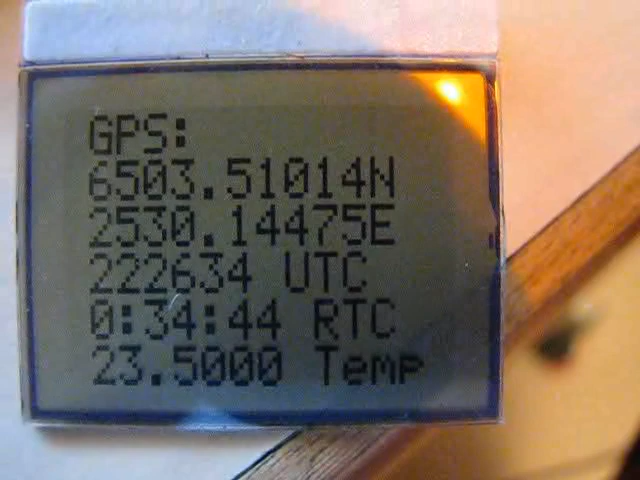 GPS:
6503.51014N
2530.14475E
222634 UTC
0:34:44 RTC
23.5000 Temp